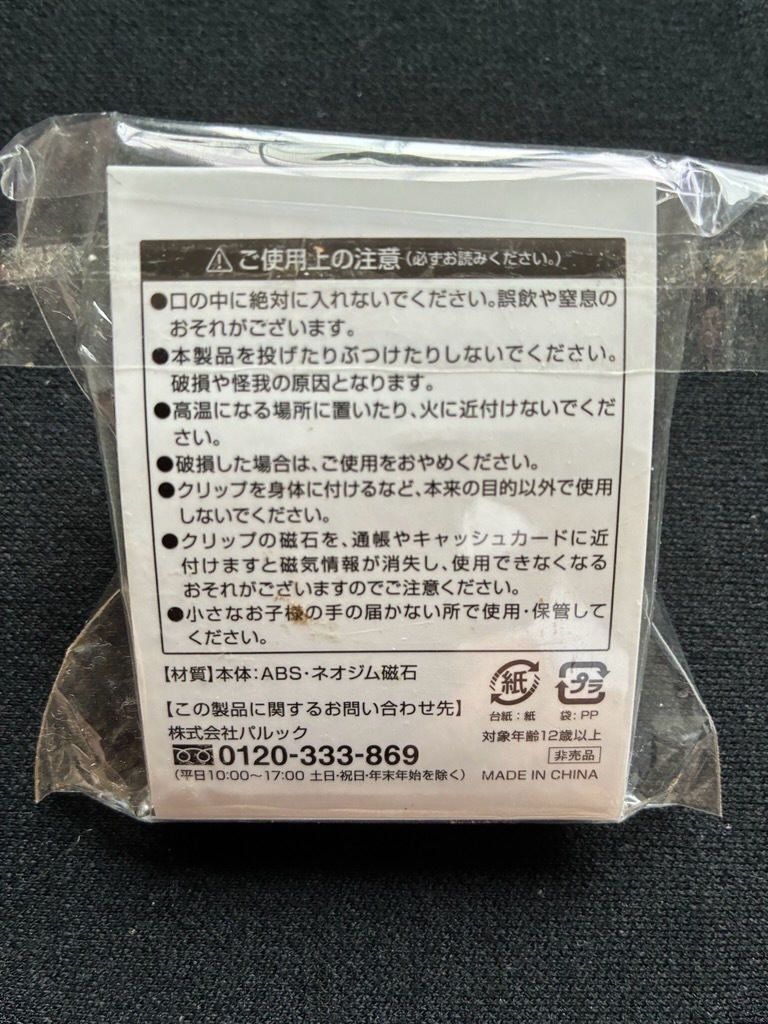 ⚠ ご使用上の注意(必ずお読みください。)
●口の中に絶対に入れないでください。誤飲や窒息の
おそれがございます。
●本製品を投げたりぶつけたりしないでください。
破損や怪我の原因となります。
●高温になる場所に置いたり、火に近付けないでくだ
さい。
●破損した場合は、ご使用をおやめください。
●クリップを身体に付けるなど、本来の目的以外で使用
しないでください。
●クリップの磁石を、通帳やキャッシュカードに近
付けますと磁気情報が消失し、使用できなくなる
おそれがございますのでご注意ください。
●小さなお子様の手の届かない所で使用・保管して
ください。
【材質】本体:ABS・ネオジム磁石
【この製品に関するお問い合わせ先】
株式会社バルック
0120-333-869
(平日10:00〜17:00 土日・祝日・年末年始を除く)
紙 プラ
台紙:紙 袋:PP
対象年齢12歳以上
非売品
MADE IN CHINA